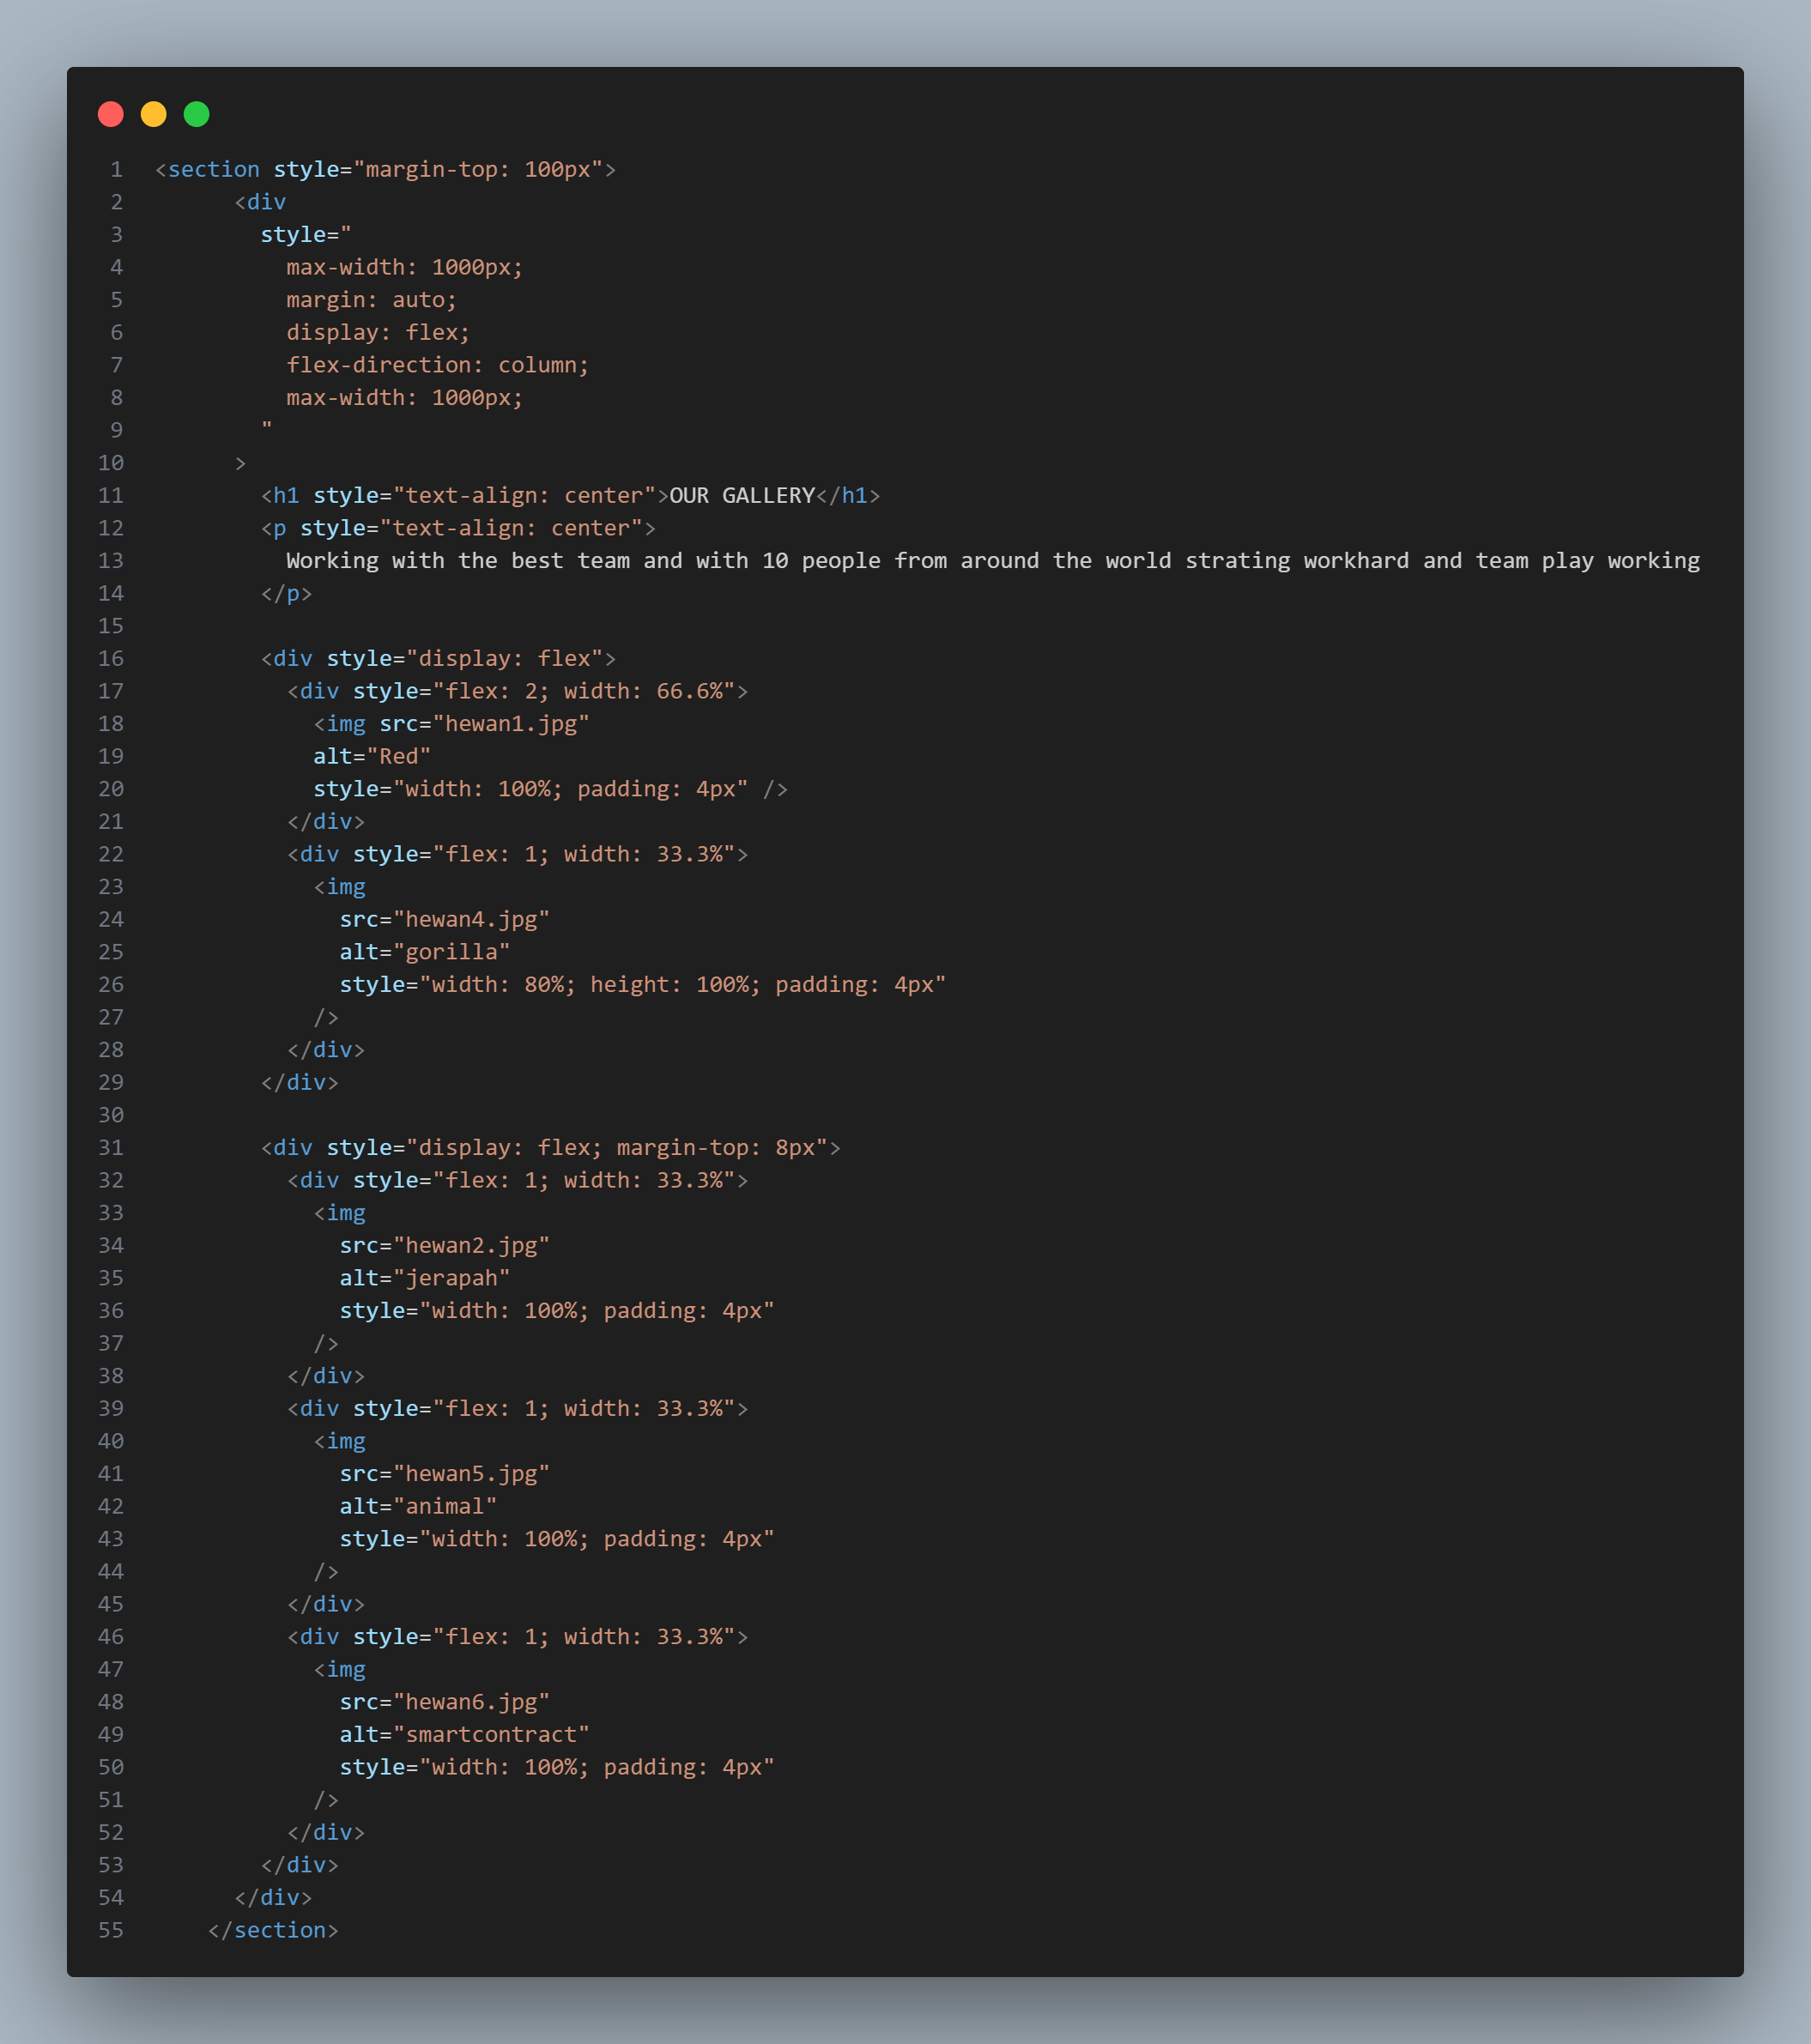 1 <section style="margin-top: 100px">
2 <div
3 style="
4 max-width: 1000px;
5 margin: auto;
6 display: flex;
7 flex-direction: column;
8 max-width: 1000px;
9 "
10 >
11 <h1 style="text-align: center">OUR GALLERY</h1>
12 <p style="text-align: center">
13 Working with the best team and with 10 people from around the world strating workhard and team play working
14 </p>
15
16 <div style="display: flex">
17 <div style="flex: 2; width: 66.6%">
18 <img src="hewan1.jpg"
19 alt="Red"
20 style="width: 100%; padding: 4px" />
21 </div>
22 <div style="flex: 1; width: 33.3%">
23 <img
24 src="hewan4.jpg"
25 alt="gorilla"
26 style="width: 80%; height: 100%; padding: 4px"
27 />
28 </div>
29 </div>
30
31 <div style="display: flex; margin-top: 8px">
32 <div style="flex: 1; width: 33.3%">
33 <img
34 src="hewan2.jpg"
35 alt="jerapah"
36 style="width: 100%; padding: 4px"
37 />
38 </div>
39 <div style="flex: 1; width: 33.3%">
40 <img
41 src="hewan5.jpg"
42 alt="animal"
43 style="width: 100%; padding: 4px"
44 />
45 </div>
46 <div style="flex: 1; width: 33.3%">
47 <img
48 src="hewan6.jpg"
49 alt="smartcontract"
50 style="width: 100%; padding: 4px"
51 />
52 </div>
53 </div>
54 </div>
55 </section>